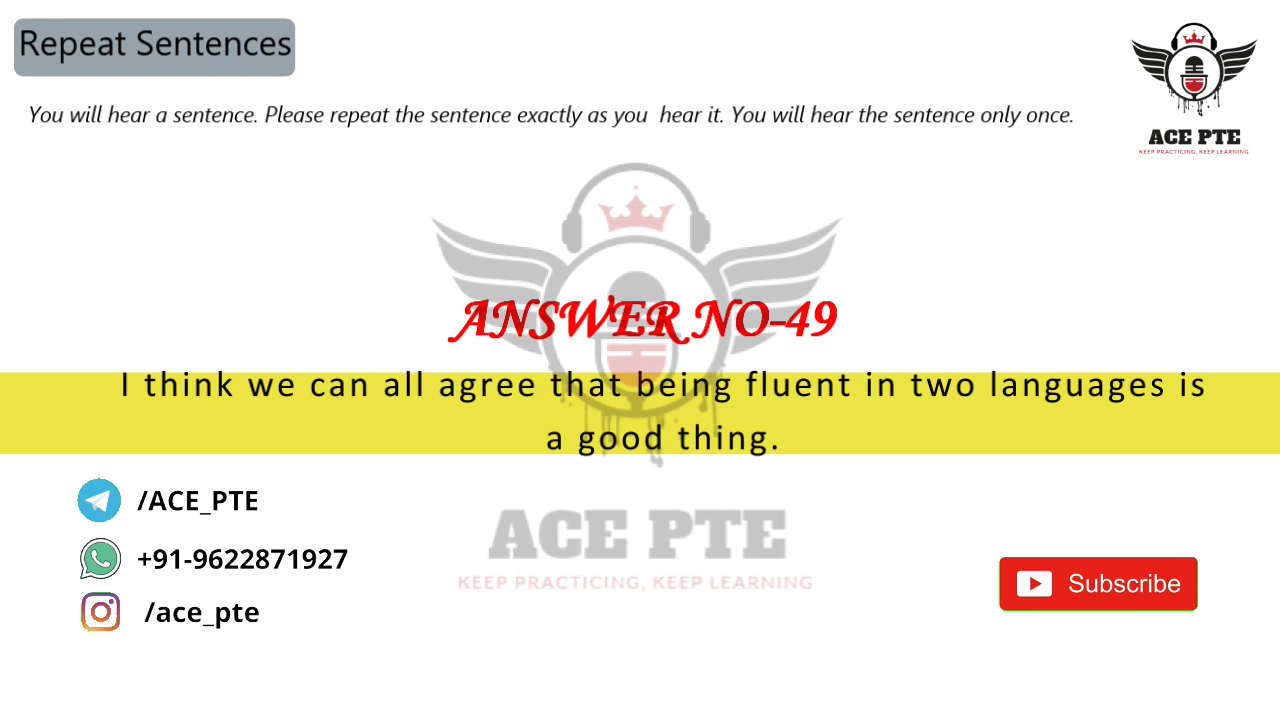 Repeat Sentences
You will hear a sentence. Please repeat the sentence exactly as you hear it. You will hear the sentence only once.
ACE PTE
KEEP PRACTICING, KEEP LEARNING
ANSWER NO-49
I think we can all agree that being fluent in two languages is
a good thing.
/ACE_PTE
+91-9622871927
/ace_pte
ACE PTE
KEEP PRACTICING, KEEP LEARNING
Subscribe